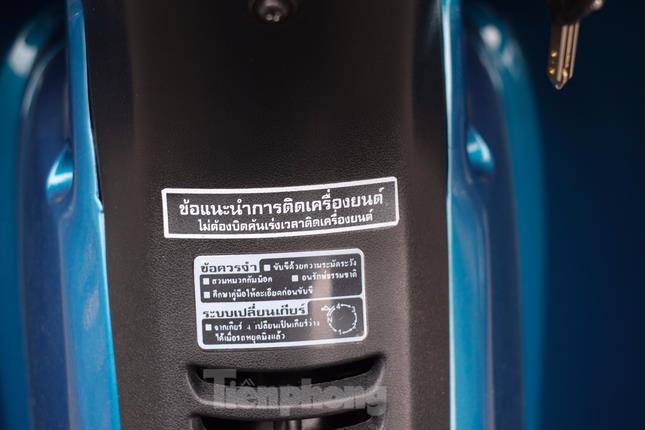 ข้อแนะนำการติดเครื่องยนต์
ไม่ต้องบิดคันเร่งเวลาติดเครื่องยนต์
ข้อควรจำ ■ ขับขี่ด้วยความระมัดระวัง
■ สวมหมวกกันน็อค ■ อนุรักษ์ธรรมชาติ
■ ศึกษาคู่มือให้ละเอียดก่อนขับขี่
ระบบเปลี่ยนเกียร์
■ จากเกียร์ 4 เปลี่ยนเป็นเกียร์ว่าง
ได้เมื่อรถหยุดนิ่งแล้ว
N 1 2 3 4
Tiênphong